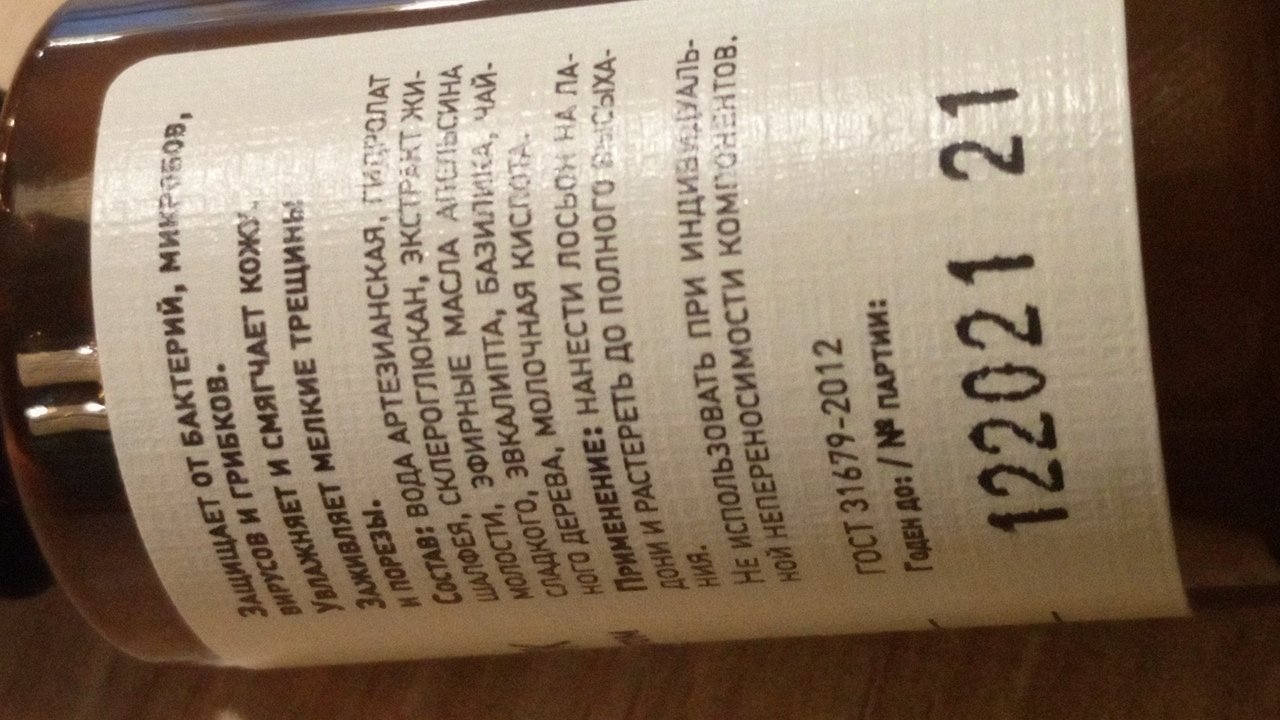 Защищает от бактерий, микробов,
вирусов и грибков.
Увлажняет и смягчает кожу.
Заживляет мелкие трещины
и порезы.
Состав: вода артезианская, гидролат
шалфея, склероглюкан, экстракт жи-
молости, эфирные масла апельсина
сладкого, эвкалипта, базилика, чай-
ного дерева, молочная кислота.
Применение: нанести лосьон на ла-
дони и растереть до полного высыха-
ния.
Не использовать при индивидуаль-
ной непереносимости компонентов.
ГОСТ 31679-2012
Годен до: / № партии:
122021 21